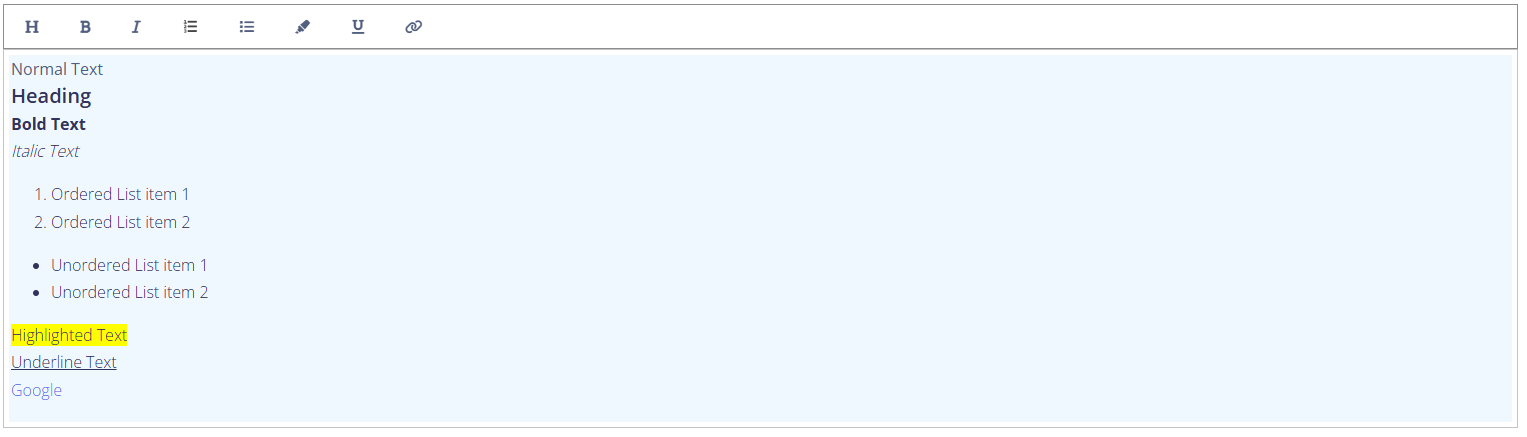 H B I U
Normal Text
Heading
Bold Text
Italic Text
1. Ordered List item 1
2. Ordered List item 2
• Unordered List item 1
• Unordered List item 2
Highlighted Text
Underline Text
Google